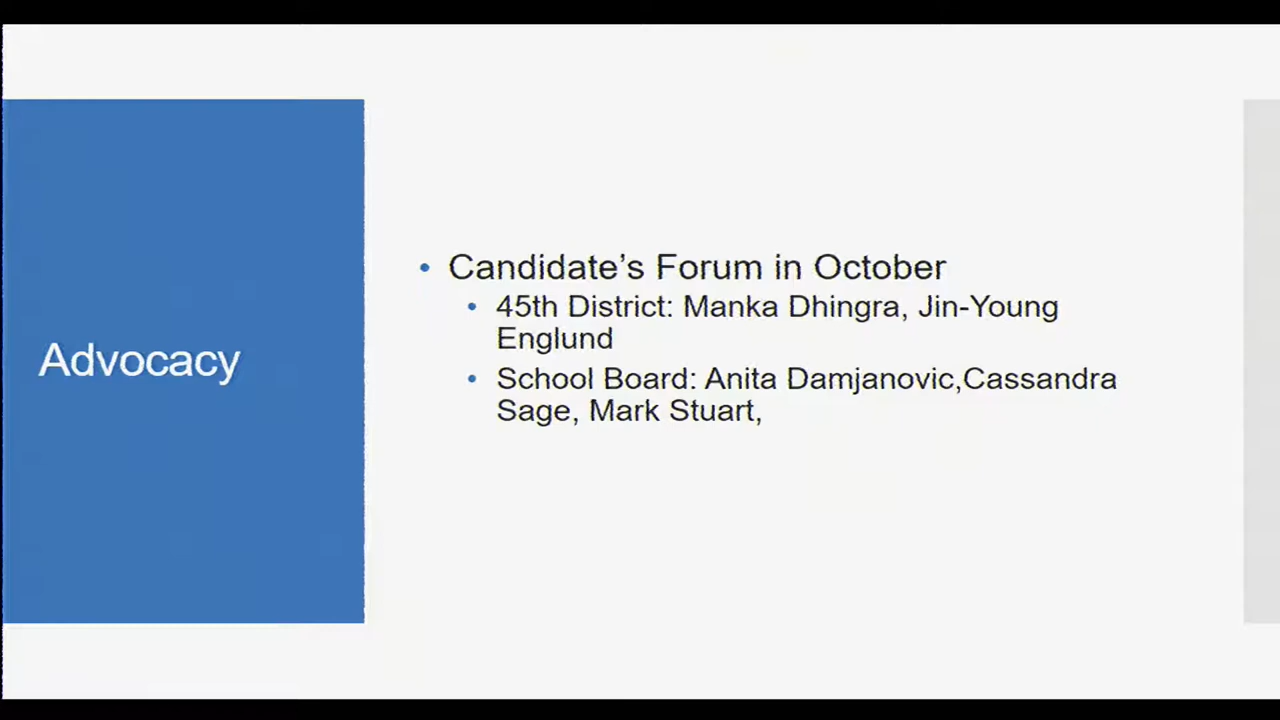 Advocacy
• Candidate’s Forum in October
• 45th District: Manka Dhingra, Jin-Young
Englund
• School Board: Anita Damjanovic,Cassandra
Sage, Mark Stuart,